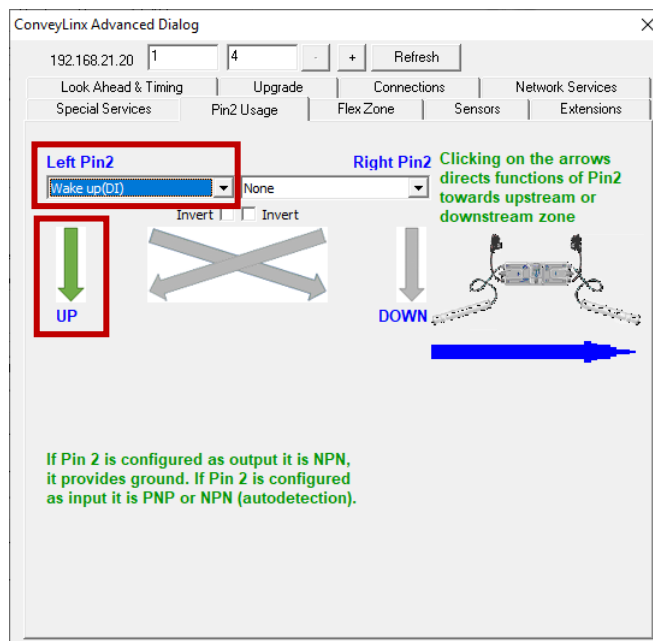 ConveyLinx Advanced Dialog
192.168.21.20 1 4 - + Refresh
Look Ahead & Timing Upgrade Connections Network Services
Special Services Pin2 Usage Flex Zone Sensors Extensions
Left Pin2 Right Pin2
Wake up(DI) None
Invert Invert
UP DOWN
Clicking on the arrows
directs functions of Pin2
towards upstream or
downstream zone
If Pin 2 is configured as output it is NPN,
it provides ground. If Pin 2 is configured
as input it is PNP or NPN (autodetection).